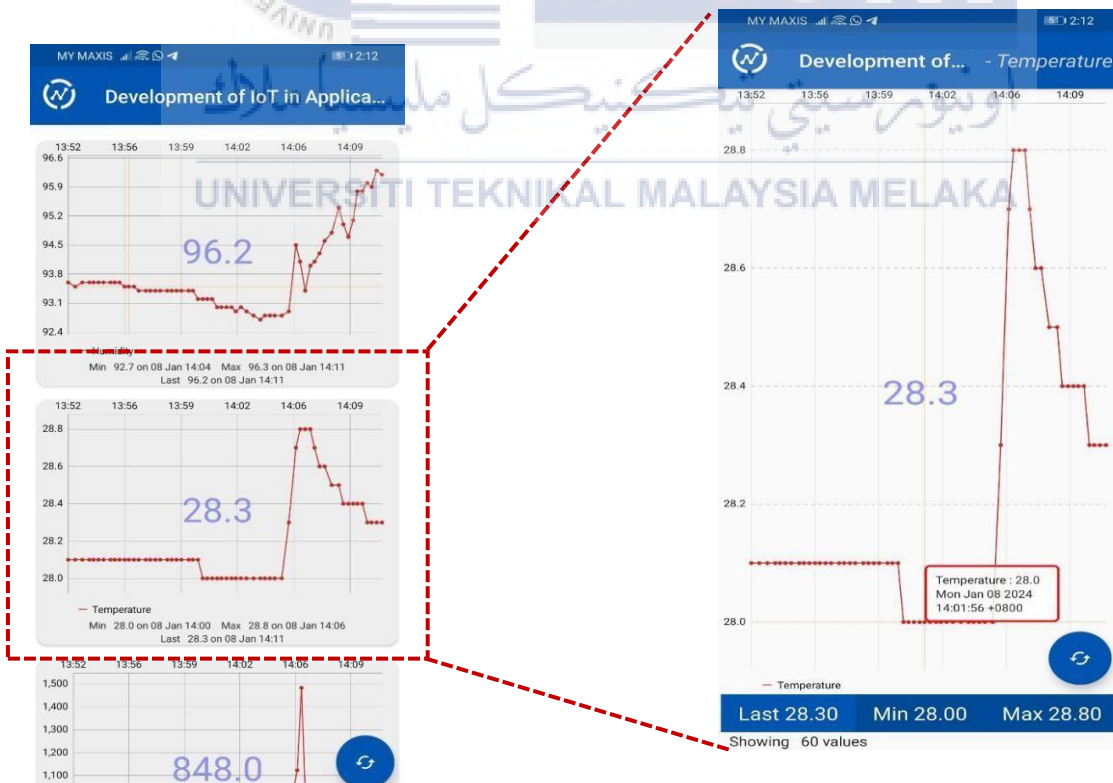 UNIVE
اونيورسيتي تيكنيكل مليسيا ملاك
UNIVERSITI TEKNIKAL MALAYSIA MELAKA
MY MAXIS 51 2:12
Development of IoT in Applica...
13:52 13:56 13:59 14:02 14:06 14:09
96.6
95.9
95.2
94.5
96.2
93.8
93.1
92.4
Humidity
Min 92.7 on 08 Jan 14:04 Max 96.3 on 08 Jan 14:11
Last 96.2 on 08 Jan 14:11
13:52 13:56 13:59 14:02 14:06 14:09
28.8
28.6
28.4
28.3
28.2
28.0
Temperature
Min 28.0 on 08 Jan 14:00 Max 28.8 on 08 Jan 14:06
Last 28.3 on 08 Jan 14:11
13:52 13:56 13:59 14:02 14:06 14:09
1,500
1,400
1,300
1,200
1,100
848.0
MY MAXIS 51 2:12
Development of... - Temperature
13:52 13:56 13:59 14:02 14:06 14:09
28.8
28.6
28.4
28.3
28.2
Temperature : 28.0
Mon Jan 08 2024
14:01:56 +0800
28.0
Temperature
Last 28.30 Min 28.00 Max 28.80
Showing 60 values